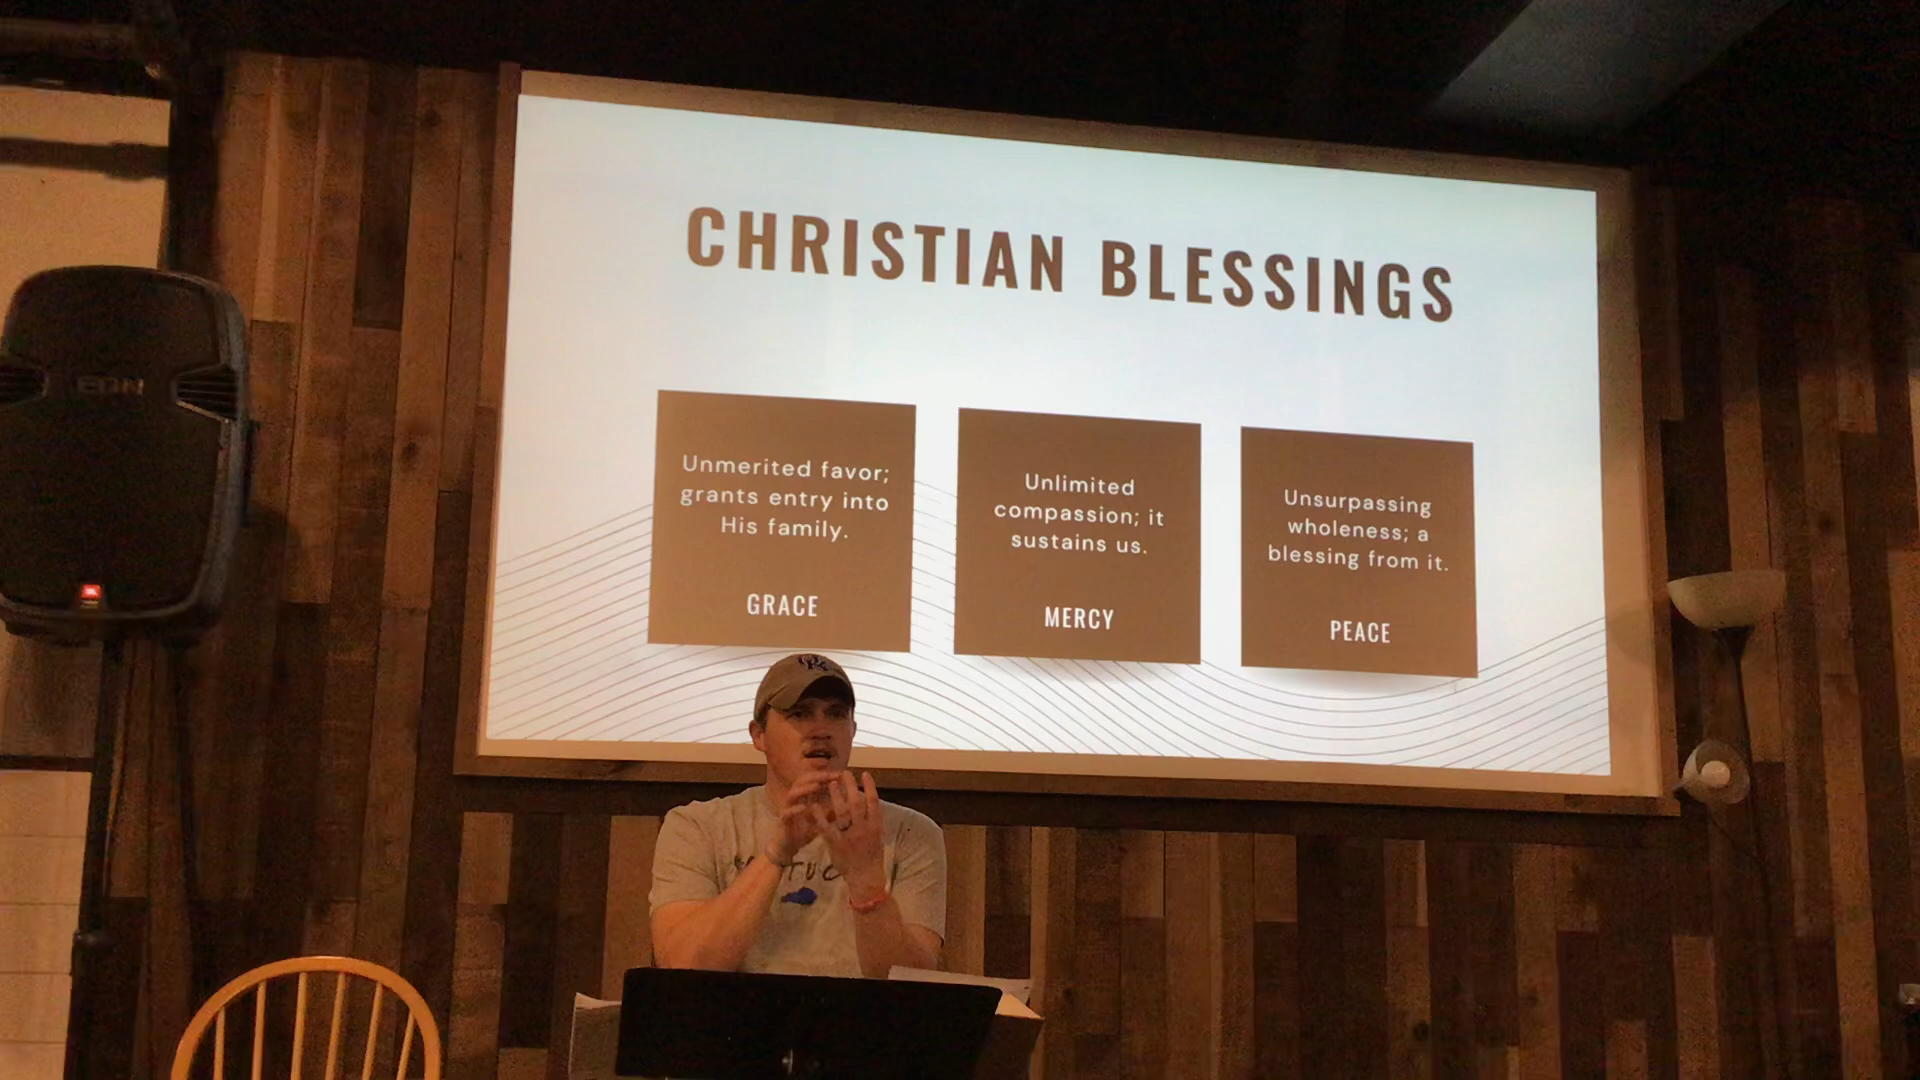 CHRISTIAN BLESSINGS
Unmerited favor;
grants entry into
His family.
GRACE
Unlimited
compassion; it
sustains us.
MERCY
Unsurpassing
wholeness; a
blessing from it.
PEACE
EON
JBL